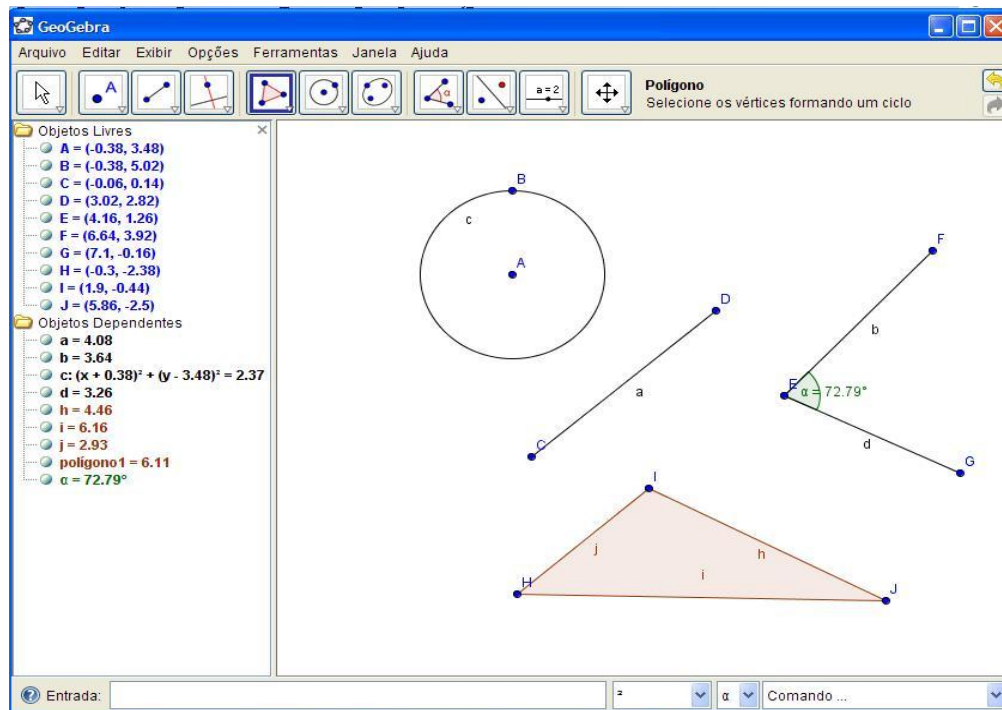 GeoGebra
Arquivo Editar Exibir Opções Ferramentas Janela Ajuda
A
α
a = 2
Polígono
Selecione os vértices formando um ciclo
Objetos Livres
A = (-0.38, 3.48)
B = (-0.38, 5.02)
C = (-0.06, 0.14)
D = (3.02, 2.82)
E = (4.16, 1.26)
F = (6.64, 3.92)
G = (7.1, -0.16)
H = (-0.3, -2.38)
I = (1.9, -0.44)
J = (5.86, -2.5)
Objetos Dependentes
a = 4.08
b = 3.64
c: (x + 0.38)² + (y - 3.48)² = 2.37
d = 3.26
h = 4.46
i = 6.16
j = 2.93
polígono1 = 6.11
α = 72.79°
B
c
A
D
F
a
b
E
α = 72.79°
C
d
G
I
j
h
i
H
J
Entrada:
²
α
Comando ...